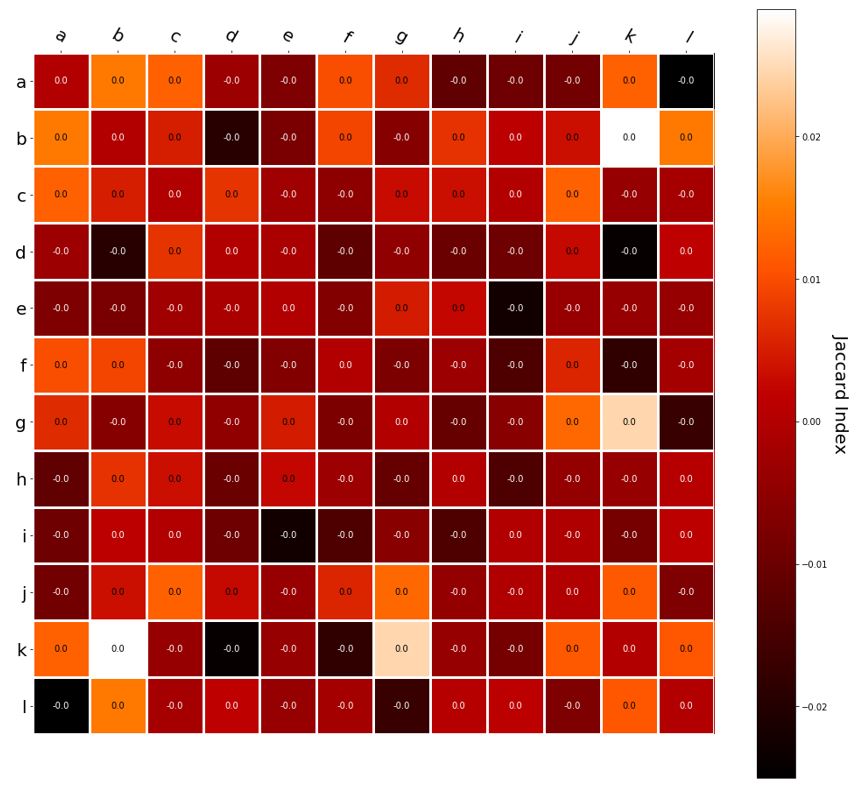 a b c d e f g h i j k l
a 0.0 0.0 0.0 -0.0 -0.0 0.0 0.0 -0.0 -0.0 -0.0 0.0 -0.0
b 0.0 0.0 0.0 -0.0 -0.0 0.0 -0.0 0.0 0.0 0.0 0.0 0.0
c 0.0 0.0 0.0 0.0 -0.0 -0.0 0.0 0.0 0.0 0.0 -0.0 -0.0
d -0.0 -0.0 0.0 0.0 -0.0 -0.0 -0.0 -0.0 -0.0 0.0 -0.0 0.0
e -0.0 -0.0 -0.0 -0.0 0.0 -0.0 0.0 0.0 -0.0 -0.0 -0.0 -0.0
f 0.0 0.0 -0.0 -0.0 -0.0 0.0 -0.0 -0.0 -0.0 0.0 -0.0 -0.0
g 0.0 -0.0 0.0 -0.0 0.0 -0.0 0.0 -0.0 -0.0 0.0 0.0 -0.0
h -0.0 0.0 0.0 -0.0 0.0 -0.0 -0.0 0.0 -0.0 -0.0 -0.0 0.0
i -0.0 0.0 0.0 -0.0 -0.0 -0.0 -0.0 -0.0 0.0 -0.0 -0.0 0.0
j -0.0 0.0 0.0 0.0 -0.0 0.0 0.0 -0.0 -0.0 0.0 0.0 -0.0
k 0.0 0.0 -0.0 -0.0 -0.0 -0.0 0.0 -0.0 -0.0 0.0 0.0 0.0
l -0.0 0.0 -0.0 0.0 -0.0 -0.0 -0.0 0.0 0.0 -0.0 0.0 0.0
0.02
0.01
0.00
−0.01
−0.02
Jaccard Index